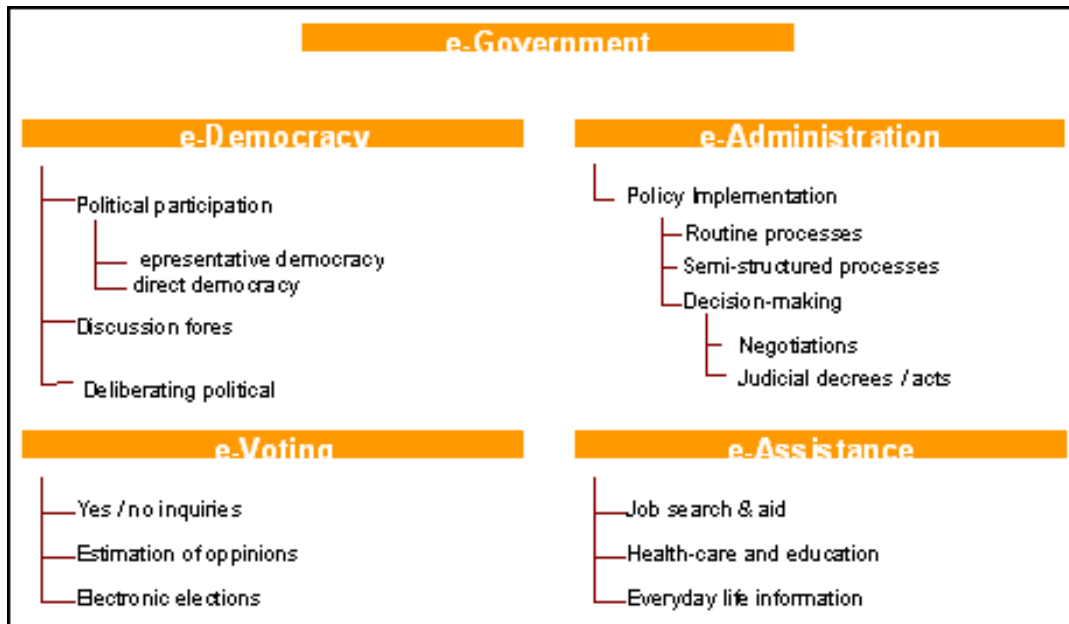 e-Government
e-Democracy
Political participation
epresentative democracy
direct democracy
Discussion fores
Deliberating political
e-Administration
Policy Implementation
Routine processes
Semi-structured processes
Decision-making
Negotiations
Judicial decrees / acts
e-Voting
Yes / no inquiries
Estimation of oppinions
Electronic elections
e-Assistance
Job search & aid
Health-care and education
Everyday life information